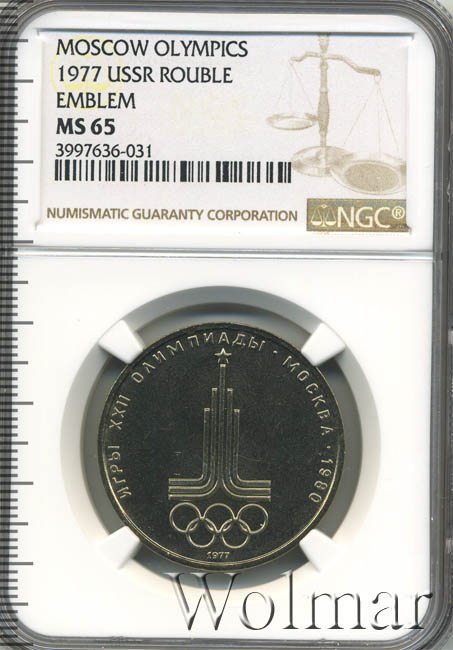 MOSCOW OLYMPICS
1977 USSR ROUBLE
EMBLEM
MS 65
3997636-031
NUMISMATIC GUARANTY CORPORATION
NGC®
ИГРЫ XXII ОЛИМПИАДЫ · МОСКВА · 1980
1977
Wolmar